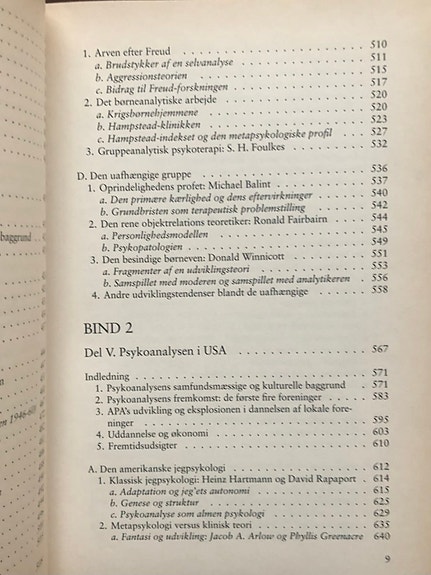 1. Arven efter Freud . . . . . . . . . . . . . . . . . . . 510
a. Brudstykker af en selvanalyse . . . . . . . . . . . . . 511
b. Aggressionsteorien . . . . . . . . . . . . . . . . . 515
c. Bidrag til Freud-forskningen . . . . . . . . . . . . . 517
2. Det børneanalytiske arbejde . . . . . . . . . . . . . . 520
a. Krigsbørnehjemmene . . . . . . . . . . . . . . . . 520
b. Hampstead-klinikken . . . . . . . . . . . . . . . . 523
c. Hampstead-indekset og den metapsykologiske profil . . . . 527
3. Gruppeanalytisk psykoterapi: S. H. Foulkes . . . . . . . . 532
D. Den uafhængige gruppe . . . . . . . . . . . . . . . . . 536
1. Oprindelighedens profet: Michael Balint . . . . . . . . . 537
a. Den primære kærlighed og dens eftervirkninger . . . . . . 540
b. Grundbristen som terapeutisk problemstilling . . . . . . . 542
2. Den rene objektrelations teoretiker: Ronald Fairbairn . . . . 544
a. Personlighedsmodellen . . . . . . . . . . . . . . . 545
b. Psykopatologien . . . . . . . . . . . . . . . . . . 549
3. Den besindige børneven: Donald Winnicott . . . . . . . . 551
a. Fragmenter af en udviklingsteori . . . . . . . . . . . . 553
b. Samspillet med moderen og samspillet med analytikeren . . 556
4. Andre udviklingstendenser blandt de uafhængige . . . . . . 558
BIND 2
Del V. Psykoanalysen i USA . . . . . . . . . . . . . . . 567
Indledning . . . . . . . . . . . . . . . . . . . . . . . 571
1. Psykoanalysens samfundsmæssige og kulturelle baggrund . . . 571
2. Psykoanalysens fremkomst: de første fire foreninger . . . . . 583
3. APA's udvikling og eksplosionen i dannelsen af lokale fore-
ninger . . . . . . . . . . . . . . . . . . . . . . . . 595
4. Uddannelse og økonomi . . . . . . . . . . . . . . . . 603
5. Fremtidsudsigter . . . . . . . . . . . . . . . . . . . 610
A. Den amerikanske jegpsykologi . . . . . . . . . . . . . . 612
1. Klassisk jegpsykologi: Heinz Hartmann og David Rapaport . . 614
a. Adaptation og jeg'ets autonomi . . . . . . . . . . . . 615
b. Genese og struktur . . . . . . . . . . . . . . . . . 625
c. Psykoanalyse som almen psykologi . . . . . . . . . . . 629
2. Metapsykologi versus klinisk teori . . . . . . . . . . . . 635
a. Fantasi og udvikling: Jacob A. Arlow og Phyllis Greenacre 640
9
baggrund